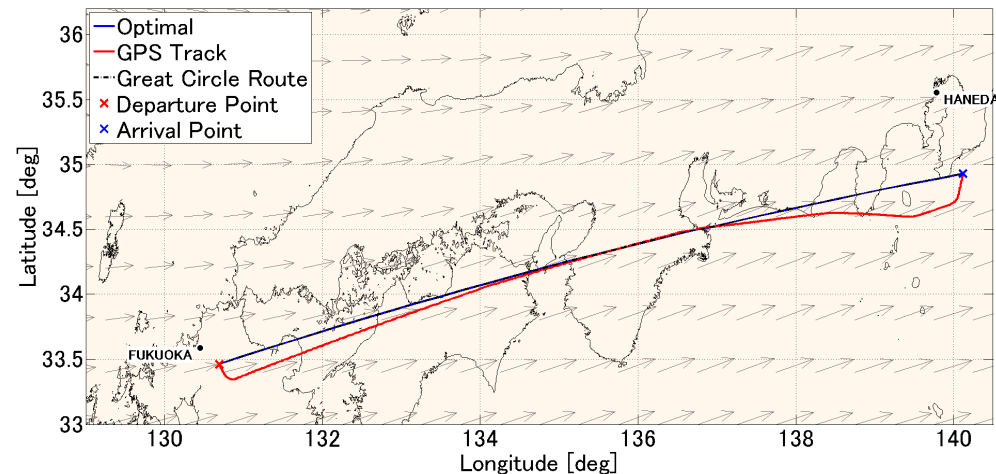 Optimal
GPS Track
Great Circle Route
Departure Point
Arrival Point
36
35.5
35
34.5
34
33.5
33
Latitude [deg]
HANEDA
FUKUOKA
130
132
134
136
138
140
Longitude [deg]